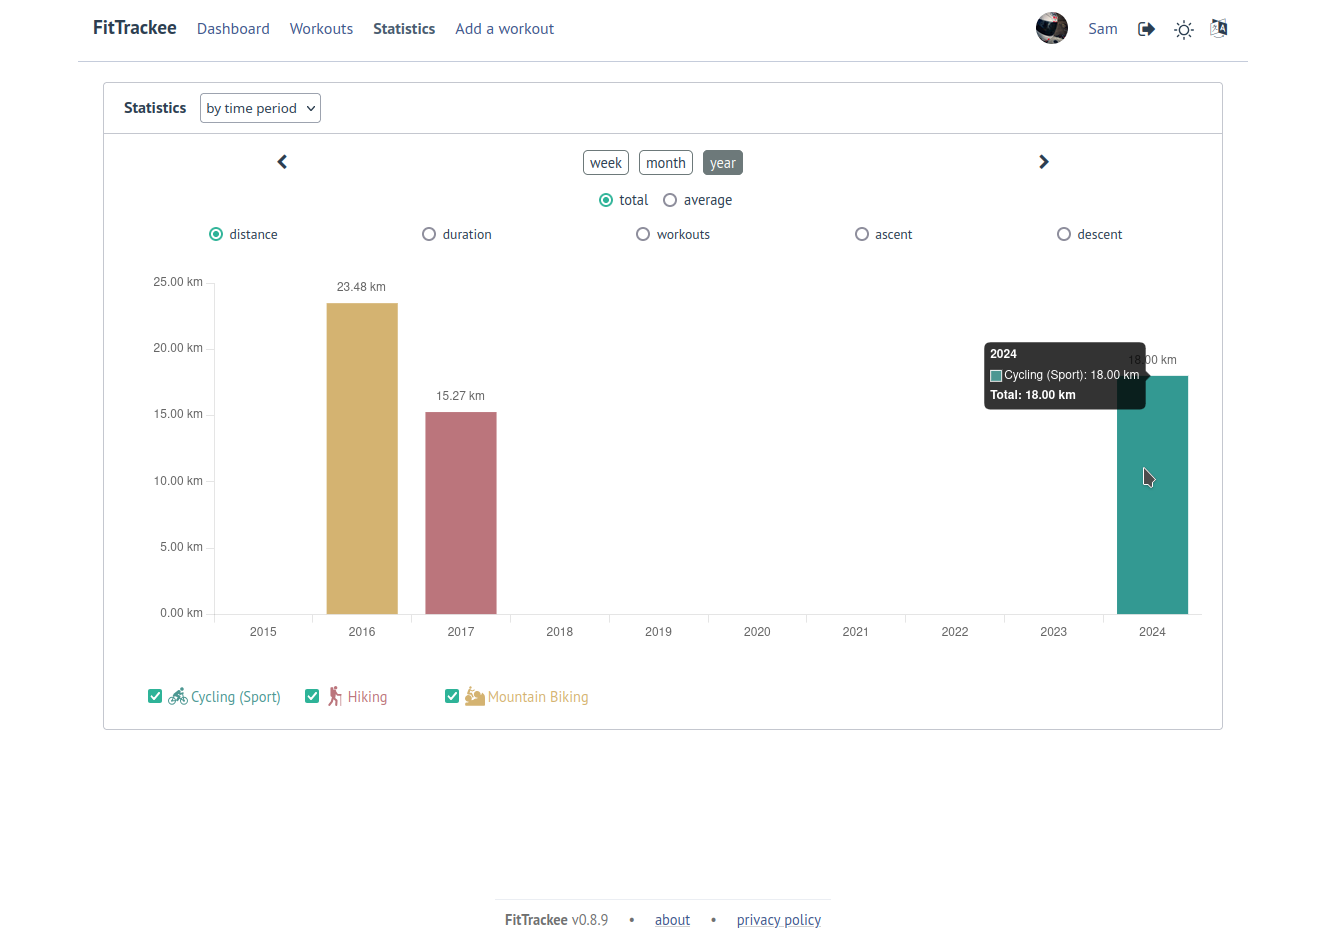 FitTrackee Dashboard Workouts Statistics Add a workout Sam
Statistics by time period
week month year
total average
distance duration workouts ascent descent
25.00 km
20.00 km
15.00 km
10.00 km
5.00 km
0.00 km
23.48 km
15.27 km
18.00 km
2024
Cycling (Sport): 18.00 km
Total: 18.00 km
2015 2016 2017 2018 2019 2020 2021 2022 2023 2024
Cycling (Sport) Hiking Mountain Biking
FitTrackee v0.8.9 • about • privacy policy